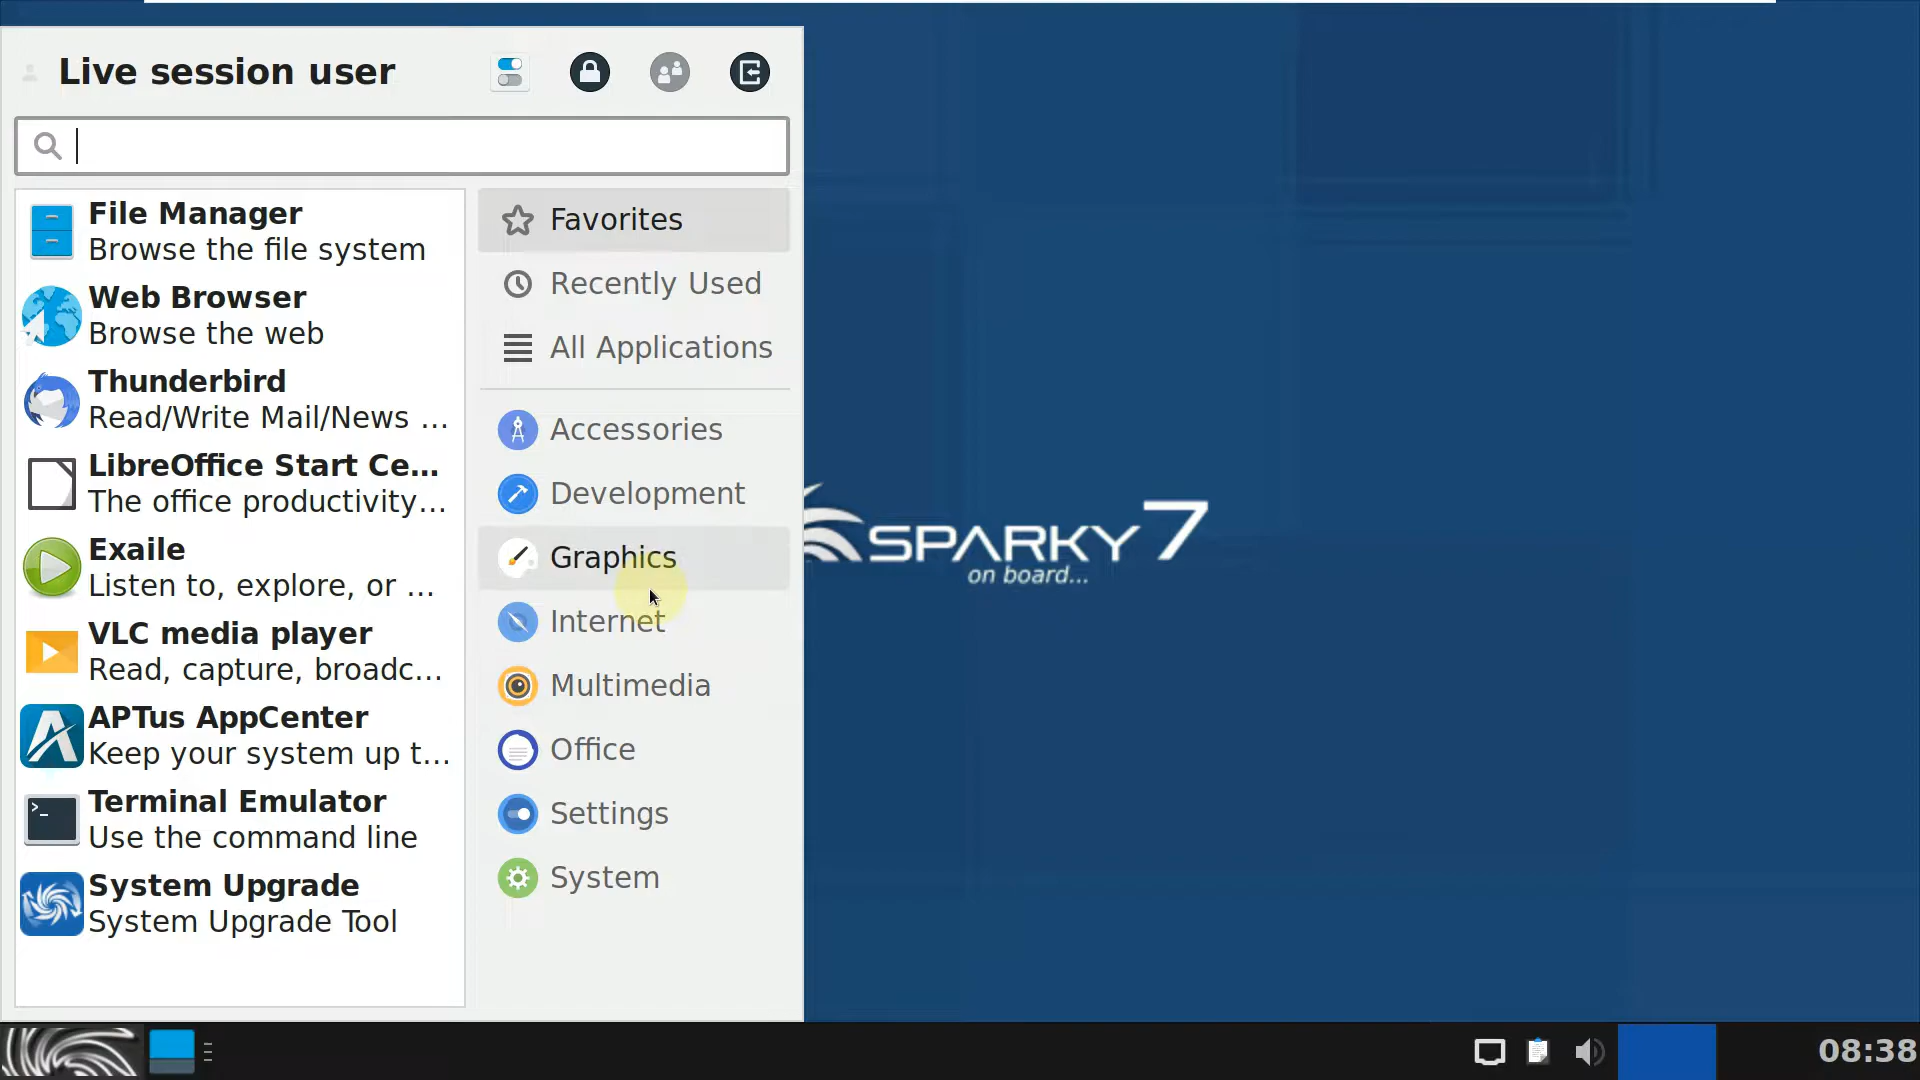 Live session user
File Manager
Browse the file system
Web Browser
Browse the web
Thunderbird
Read/Write Mail/News ...
LibreOffice Start Ce...
The office productivity...
Exaile
Listen to, explore, or ...
VLC media player
Read, capture, broadc...
APTus AppCenter
Keep your system up t...
Terminal Emulator
Use the command line
System Upgrade
System Upgrade Tool
Favorites
Recently Used
All Applications
Accessories
Development
Graphics
Internet
Multimedia
Office
Settings
System
SPARKY 7
on board...
08:38